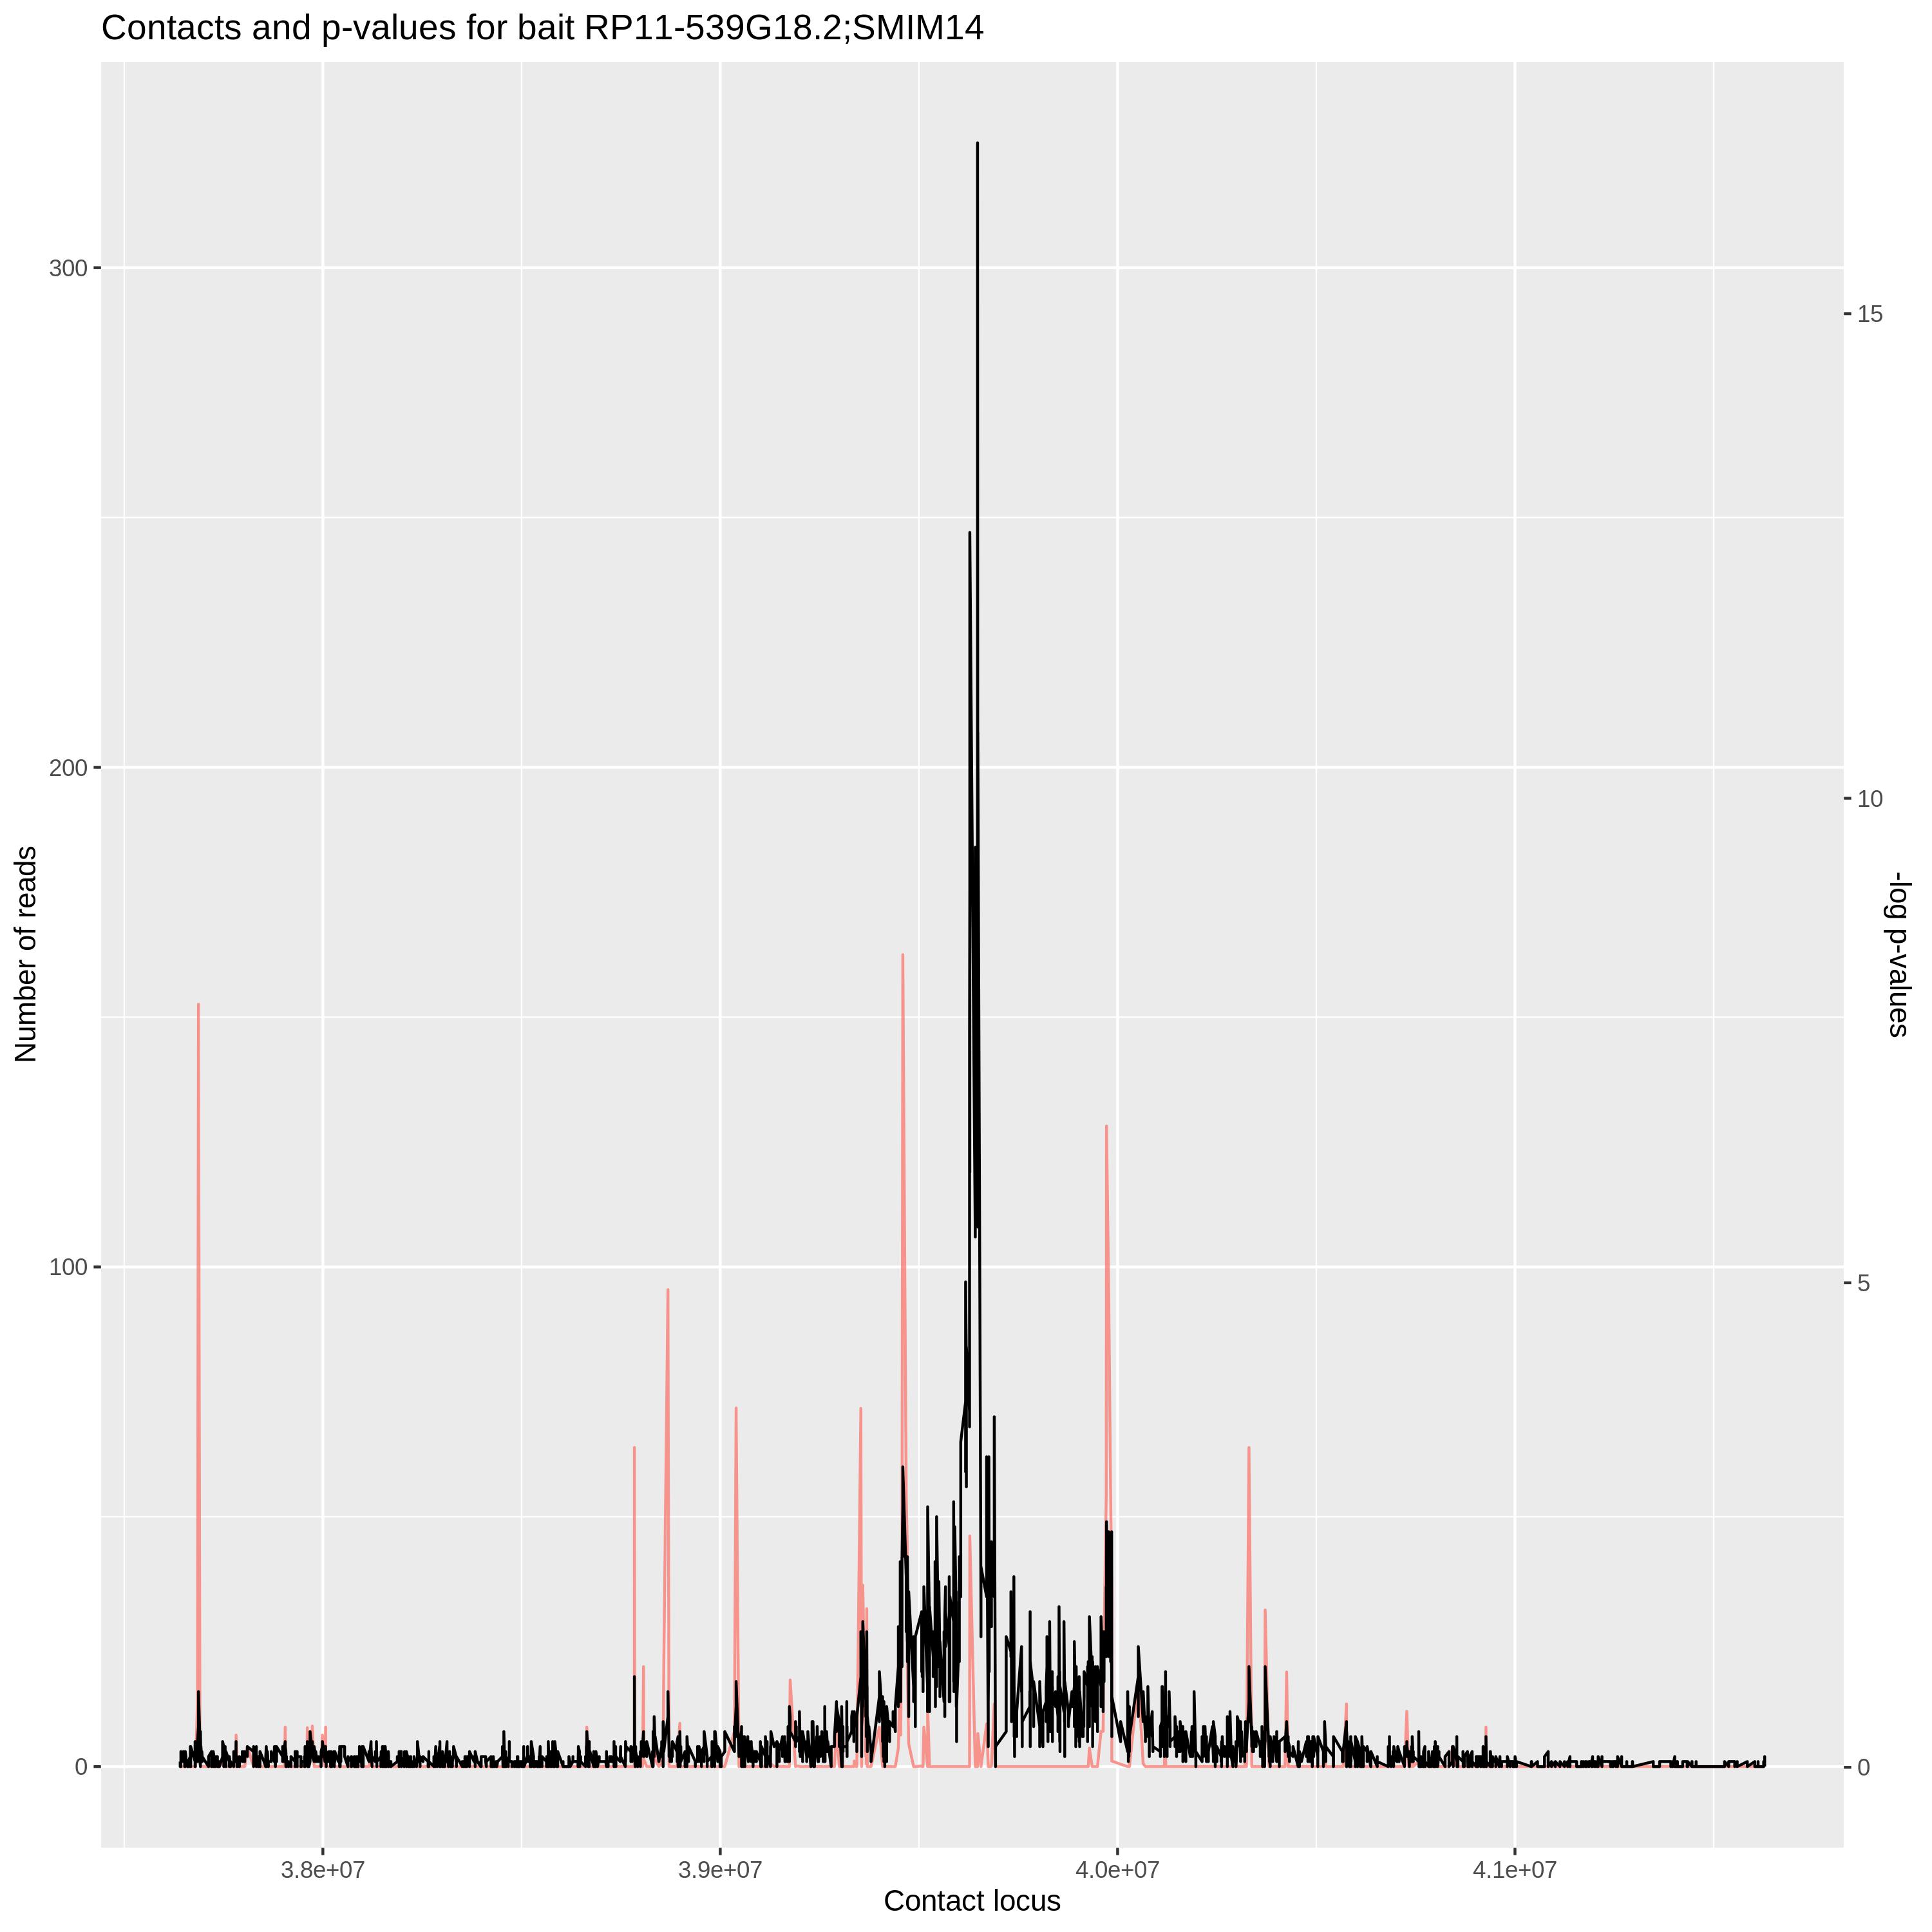 Contacts and p-values for bait RP11-539G18.2;SMIM14
300
200
100
0
Number of reads
15
10
5
0
-log p-values
3.8e+07
3.9e+07
4.0e+07
4.1e+07
Contact locus